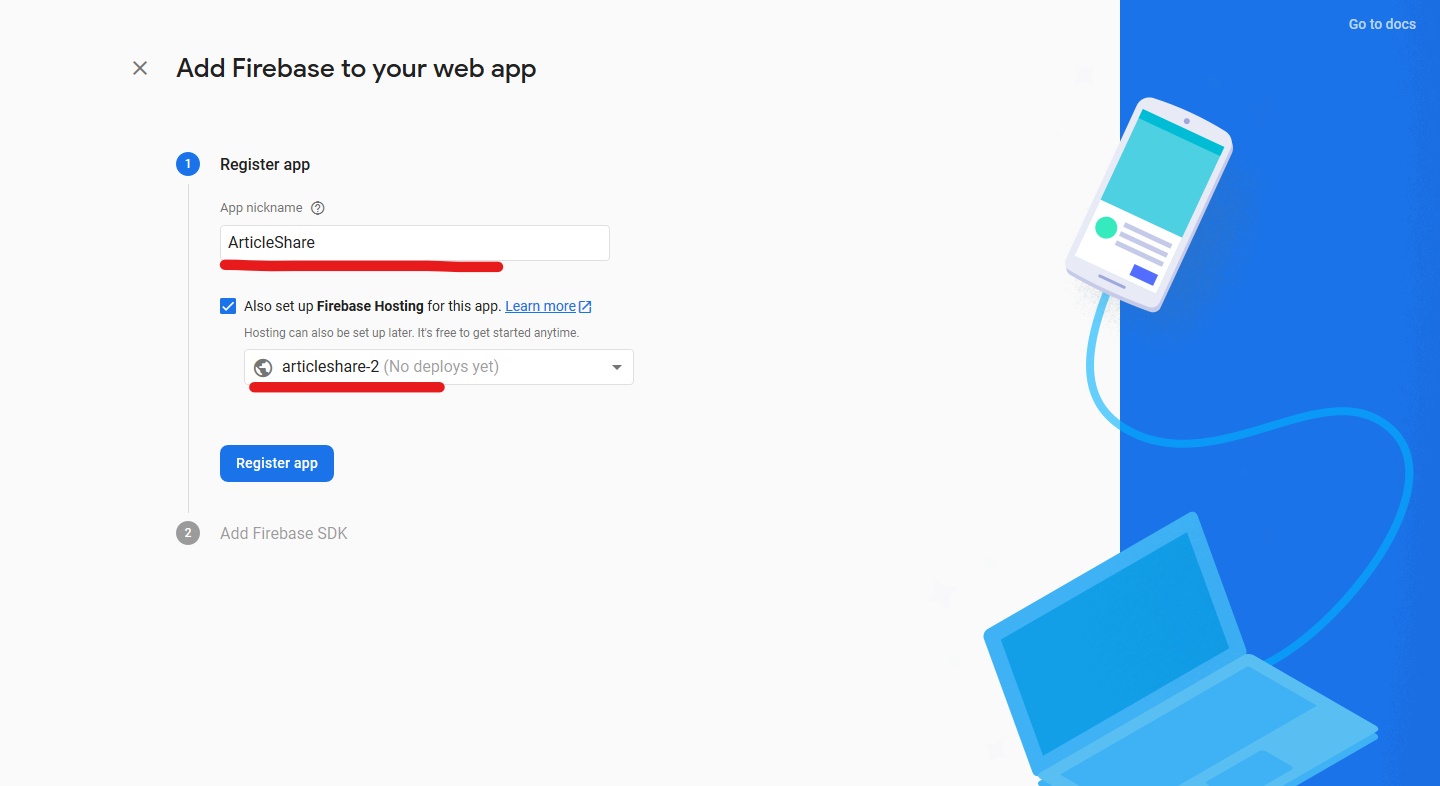 Go to docs
Add Firebase to your web app
1 Register app
App nickname
ArticleShare
Also set up Firebase Hosting for this app. Learn more
Hosting can also be set up later. It's free to get started anytime.
articleshare-2 (No deploys yet)
Register app
2 Add Firebase SDK